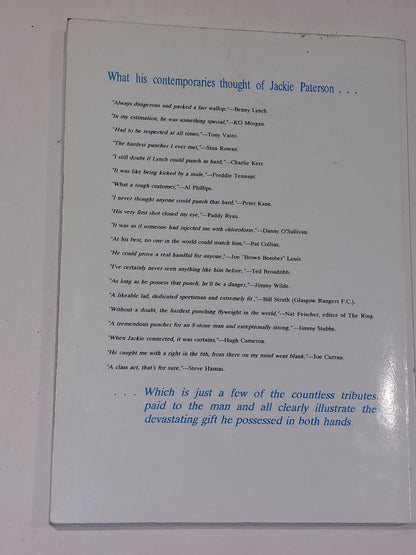 What his contemporaries thought of Jackie Paterson . . .
"Always dangerous and packed a fair wallop,"—Benny Lynch.
"In my estimation, he was something special,"—KO Morgan.
"Had to be respected at all times,"—Tony Vairo.
"The hardest puncher I ever met,"—Stan Rowan.
"I still doubt if Lynch could punch as hard,"—Charlie Kerr.
"It was like being kicked by a mule,"—Freddie Tennant.
"What a tough customer,"—Al Phillips.
"I never thought anyone could punch that hard,"—Peter Kane.
"His very first shot closed my eye,"—Paddy Ryan.
"It was as if someone had injected me with chloroform,"—Danny O'Sullivan.
"At his best, no one in the world could match him,"—Pat Collins.
"He could prove a real handful for anyone,"—Joe "Brown Bomber" Louis.
"I've certainly never seen anything like him before,"—Ted Broadribb.
"As long as he possess that punch, he'll be a danger,"—Jimmy Wilde.
"A likeable lad, dedicated sportsman and extremely fit ,"—Bill Struth (Glasgow Rangers F.C.).
"Without a doubt, the hardest punching flyweight in the world,"—Nat Feischer, editor of The Ring.
"A tremendous puncher for an 8-stone man and exceptionally strong,"—Jimmy Stubbs.
"When Jackie connected, it was curtains,"—Hugh Cameron.
"He caught me with a right in the 6th, from there on my mind went blank,"—Joe Curran.
"A class act, that's for sure,"—Steve Hamas.
. . . Which is just a few of the countless tributes
paid to the man and all clearly illustrate the
devastating gift he possessed in both hands